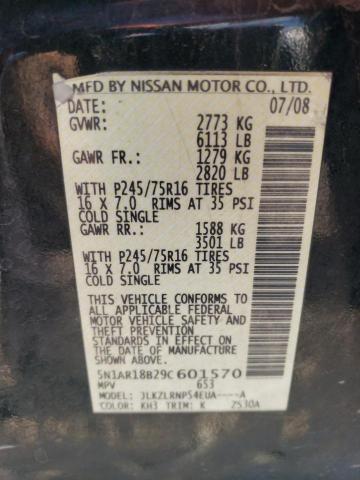 MFD BY NISSAN MOTOR CO., LTD.
DATE: 07/08
GVWR: 2773 KG
6113 LB
GAWR FR.: 1279 KG
2820 LB
WITH P245/75R16 TIRES
16 X 7.0 RIMS AT 35 PSI
COLD SINGLE
GAWR RR.: 1588 KG
3501 LB
WITH P245/75R16 TIRES
16 X 7.0 RIMS AT 35 PSI
COLD SINGLE
THIS VEHICLE CONFORMS TO
ALL APPLICABLE FEDERAL
MOTOR VEHICLE SAFETY AND
THEFT PREVENTION
STANDARDS IN EFFECT ON THE
DATE OF MANUFACTURE
SHOWN ABOVE.
5N1AR18B29C601570
MPV 653
MODEL: JLKZLRNP54EUA----A
COLOR: KH3 TRIM: K 7530A